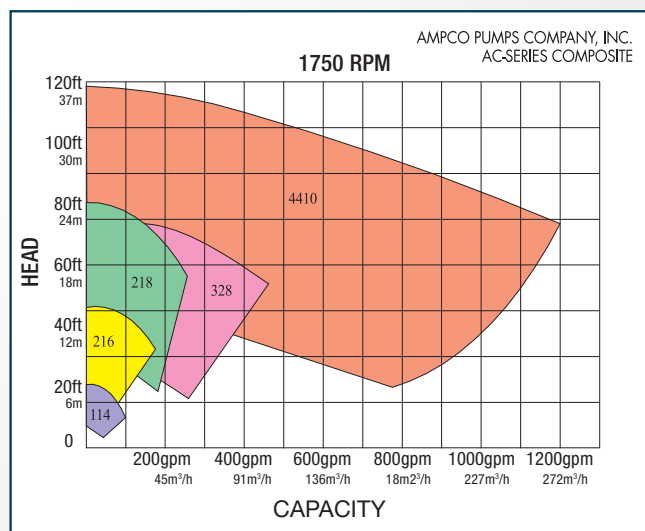 AMPCO PUMPS COMPANY, INC.
AC-SERIES COMPOSITE
1750 RPM
120ft
37m
100ft
30m
80ft
24m
60ft
18m
40ft
12m
20ft
6m
0
HEAD
4410
218
328
216
114
200gpm 400gpm 600gpm 800gpm 1000gpm 1200gpm
45m³/h 91m³/h 136m³/h 18m2³/h 227m³/h 272m³/h
CAPACITY